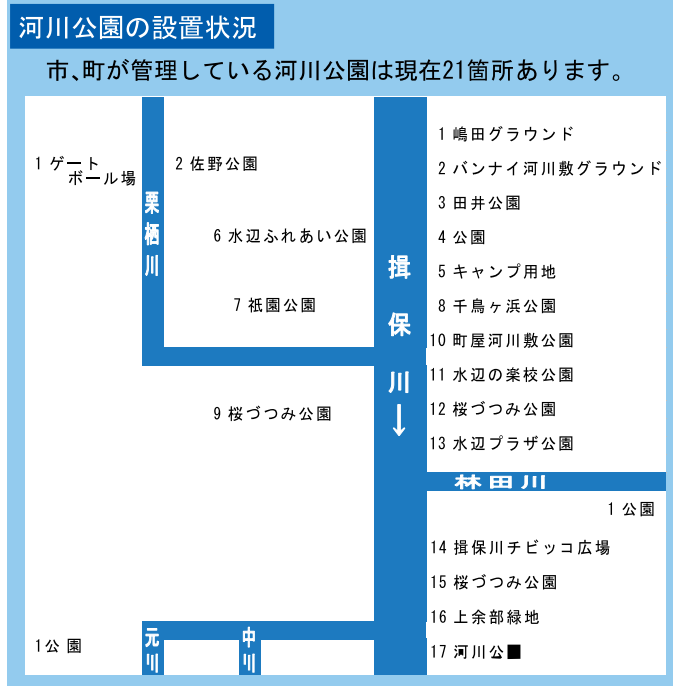 河川公園の設置状況
市、町が管理している河川公園は現在21箇所あります。
1 ゲート
ボール場
栗栖川
2 佐野公園
6 水辺ふれあい公園
7 祇園公園
9 桜づつみ公園
揖保川↓
1 嶋田グラウンド
2 バンナイ河川敷グラウンド
3 田井公園
4 公園
5 キャンプ用地
8 千鳥ヶ浜公園
10 町屋河川敷公園
11 水辺の楽校公園
12 桜づつみ公園
13 水辺プラザ公園
林田川
1 公園
14 揖保川チビッコ広場
15 桜づつみ公園
16 上余部緑地
17 河川公■
1公 園
元川
中川